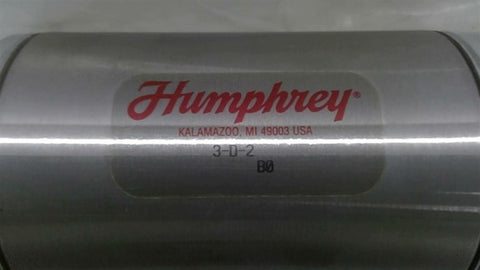 Humphrey®
KALAMAZOO, MI 49003 USA
3-D-2
B0